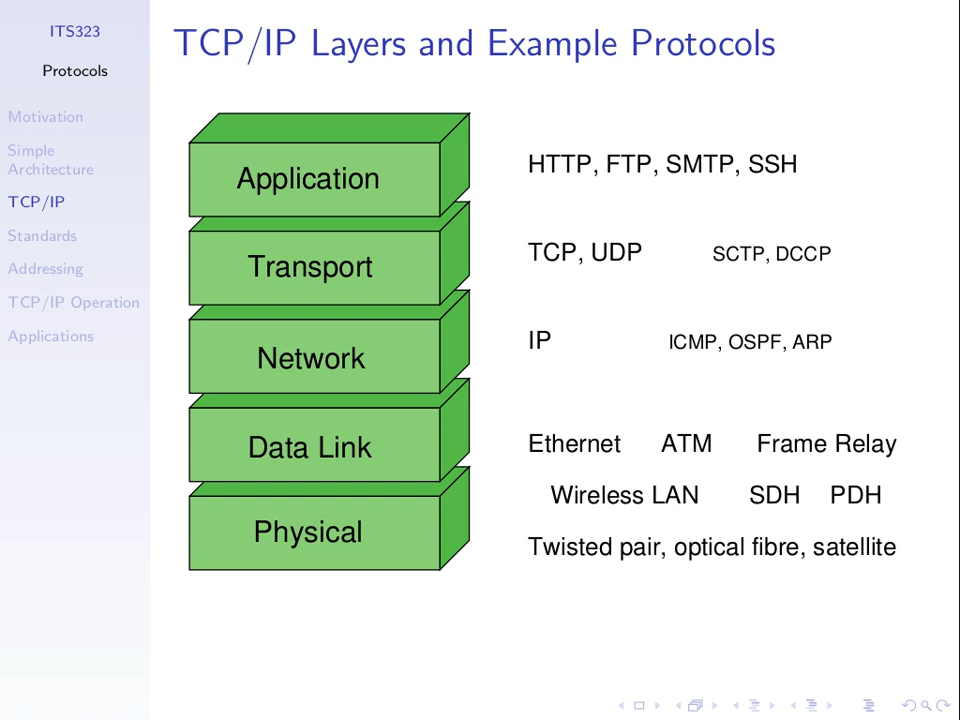 ITS323
Protocols
Motivation
Simple
Architecture
TCP/IP
Standards
Addressing
TCP/IP Operation
Applications
TCP/IP Layers and Example Protocols
Application
HTTP, FTP, SMTP, SSH
Transport
TCP, UDP SCTP, DCCP
Network
IP ICMP, OSPF, ARP
Data Link
Ethernet ATM Frame Relay
Wireless LAN SDH PDH
Physical
Twisted pair, optical fibre, satellite